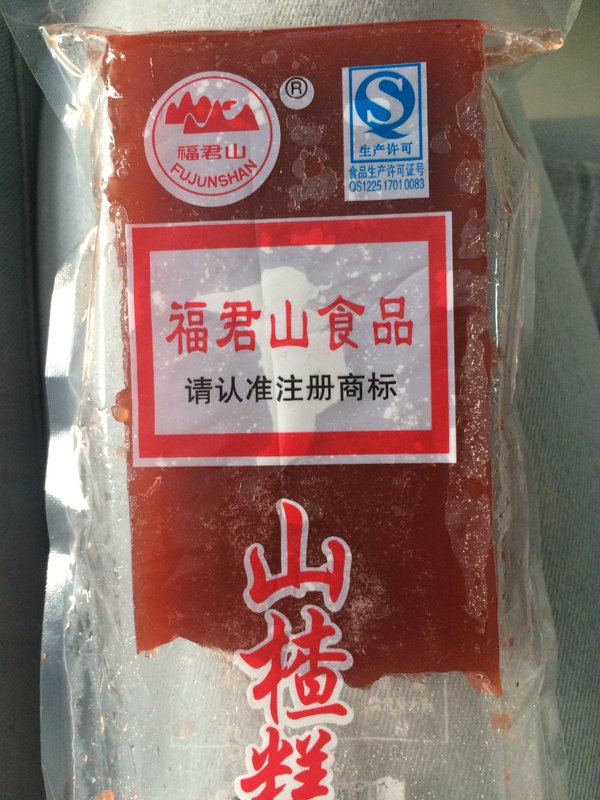 福君山
FUJUNSHAN
®
S
生产许可
食品生产许可证号
QS1225 1701 0083
福君山食品
请认准注册商标
山楂糕